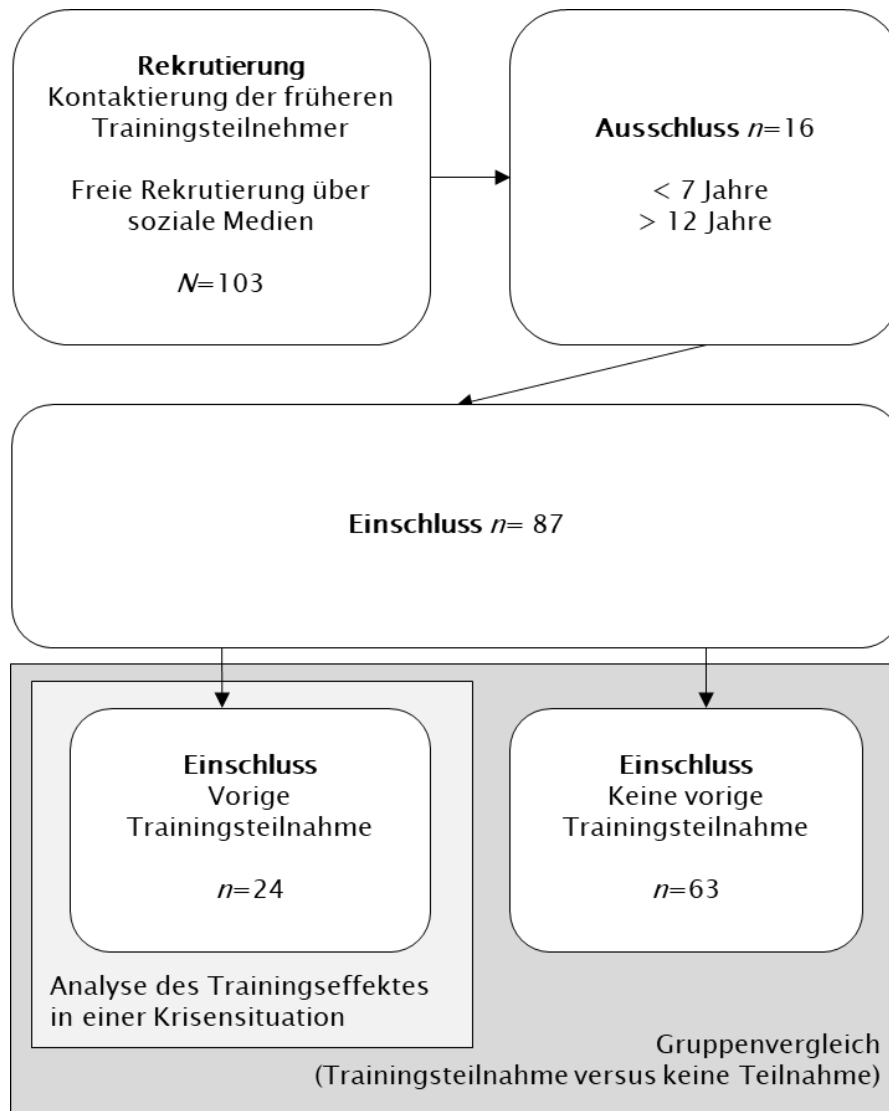 Rekrutierung
Kontaktierung der früheren
Trainingsteilnehmer
Freie Rekrutierung über
soziale Medien
N=103
Ausschluss n=16
< 7 Jahre
> 12 Jahre
Einschluss n= 87
Einschluss
Vorige
Trainingsteilnahme
n=24
Einschluss
Keine vorige
Trainingsteilnahme
n=63
Analyse des Trainingseffektes
in einer Krisensituation
Gruppenvergleich
(Trainingsteilnahme versus keine Teilnahme)